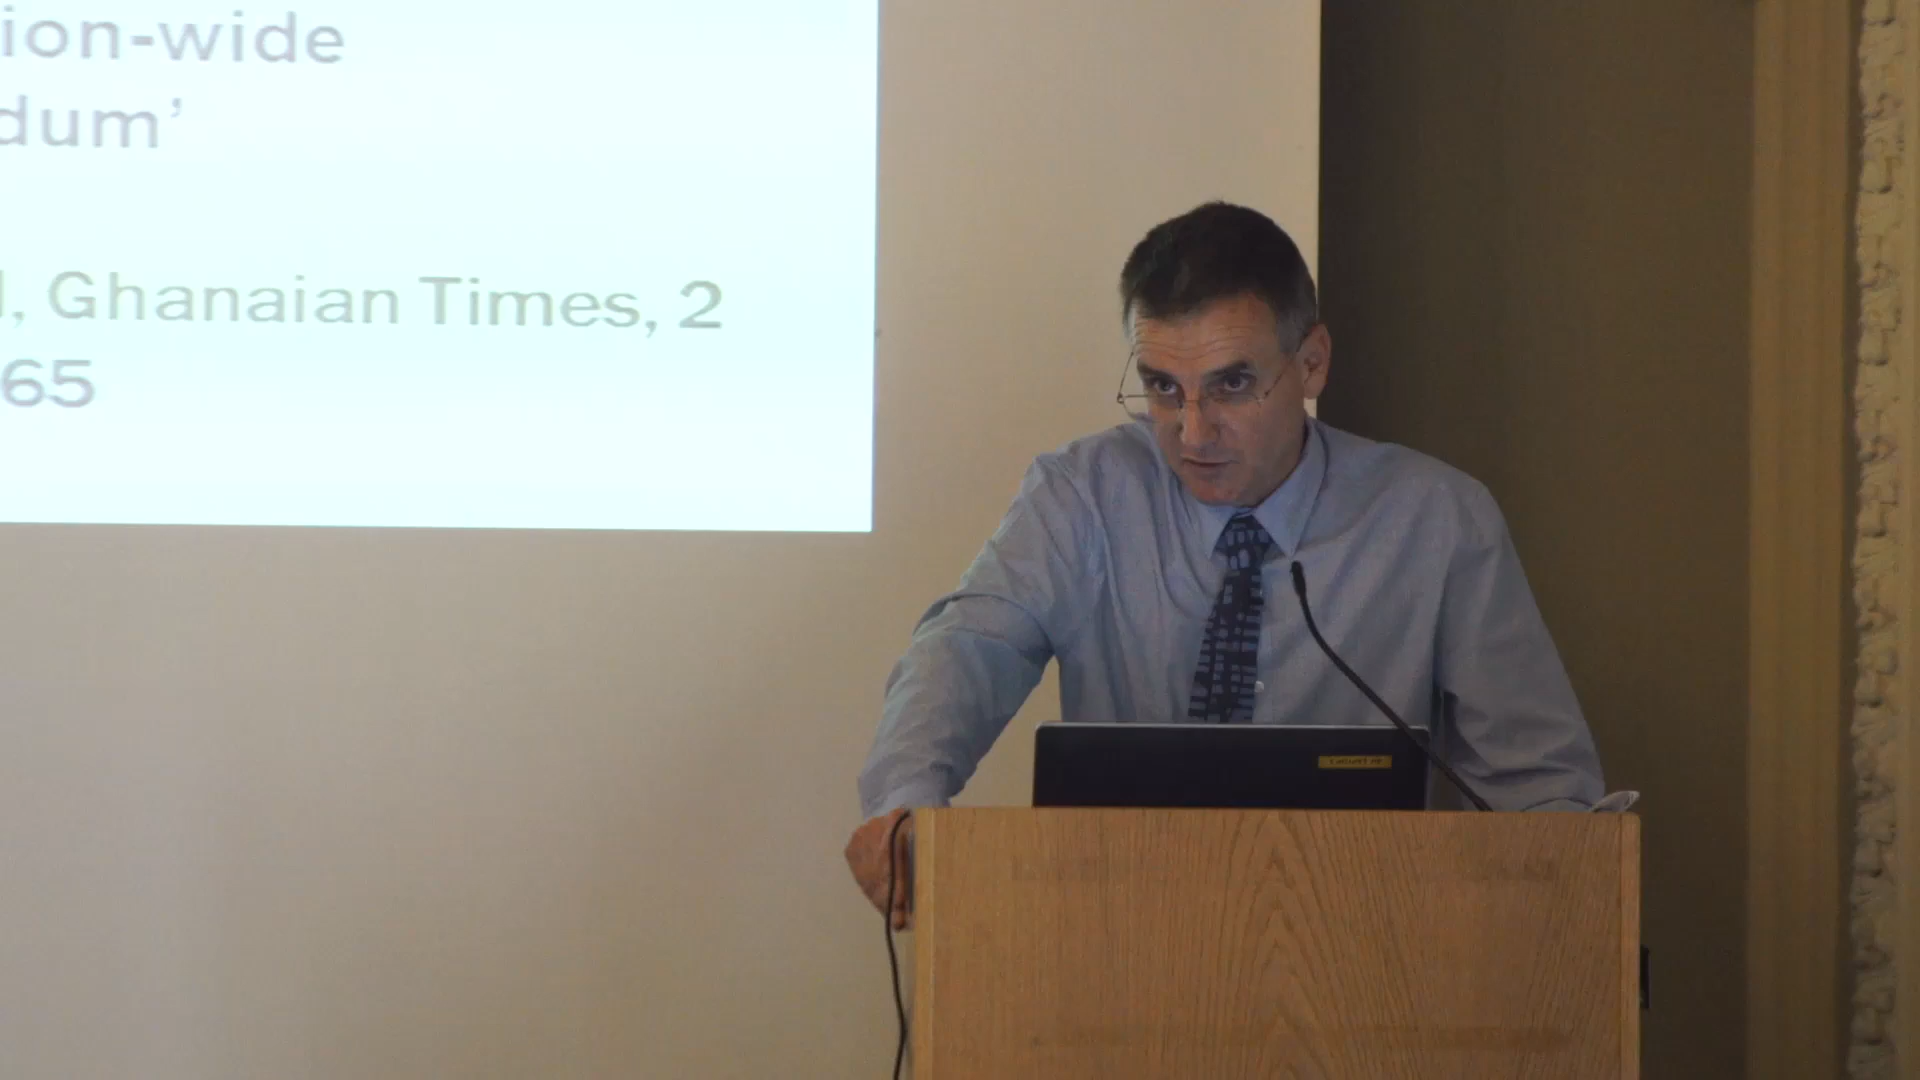 ion-wide
dum’
, Ghanaian Times, 2
65